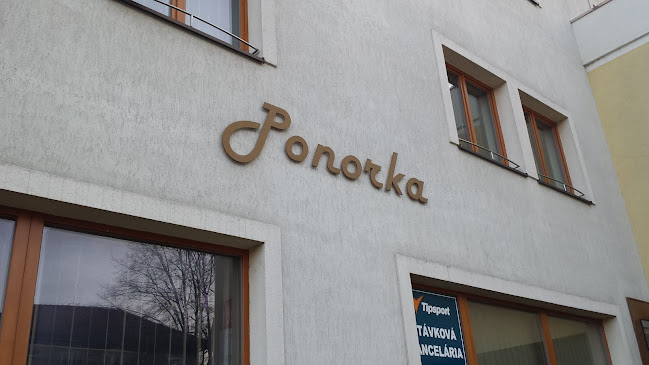 Ponorka
Tipsport
TÁVKOVÁ
ANCELÁRIA